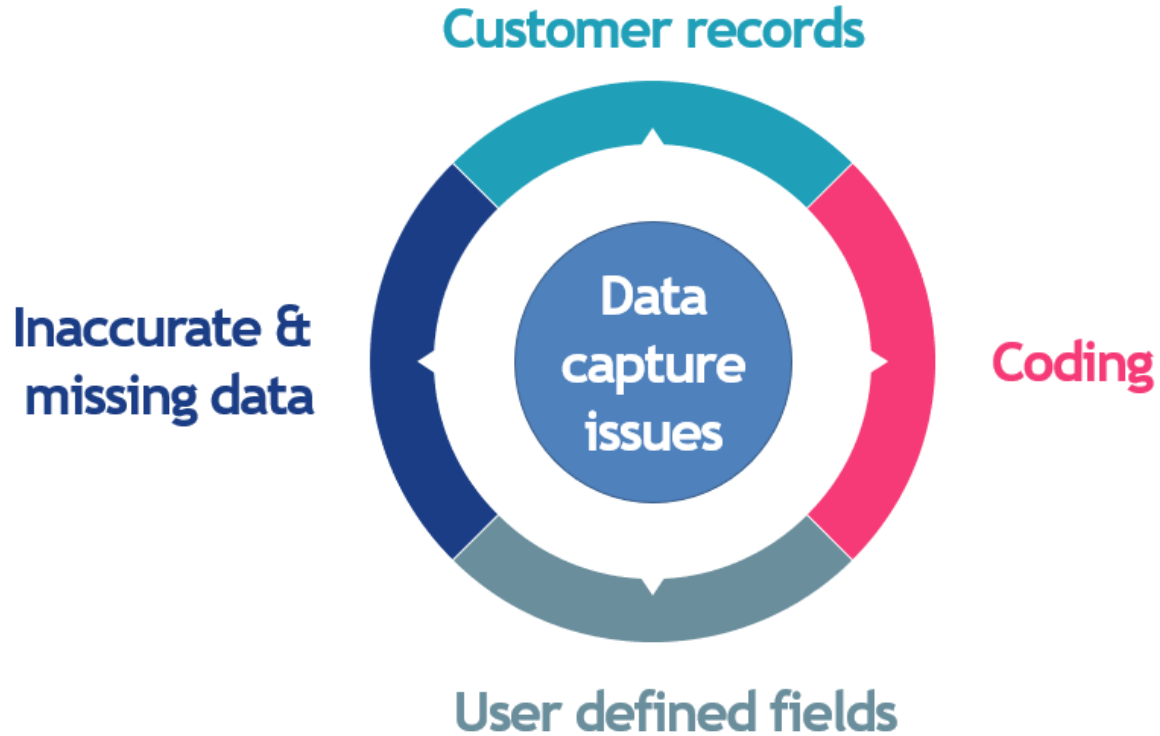 Customer records
Inaccurate &
missing data
Data
capture
issues
Coding
User defined fields